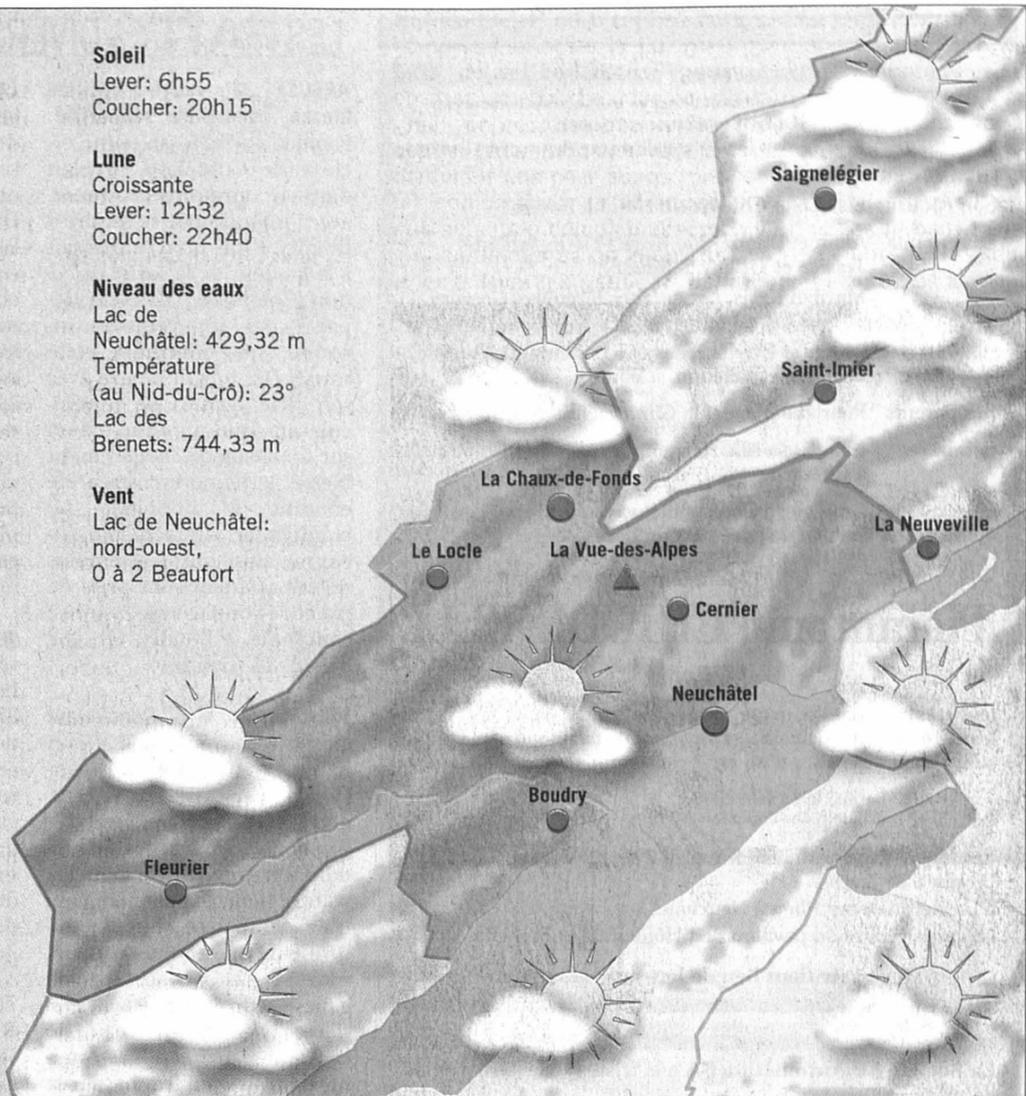 Soleil
Lever: 6h55
Coucher: 20h15
Lune
Croissante
Lever: 12h32
Coucher: 22h40
Niveau des eaux
Lac de
Neuchâtel: 429,32 m
Température
(au Nid-du-Crô): 23°
Lac des
Brenets: 744,33 m
Vent
Lac de Neuchâtel:
nord-ouest,
0 à 2 Beaufort
Saignelégier
Saint-Imier
La Chaux-de-Fonds
La Neuveville
Le Locle
La Vue-des-Alpes
Cernier
Neuchâtel
Boudry
Fleurier